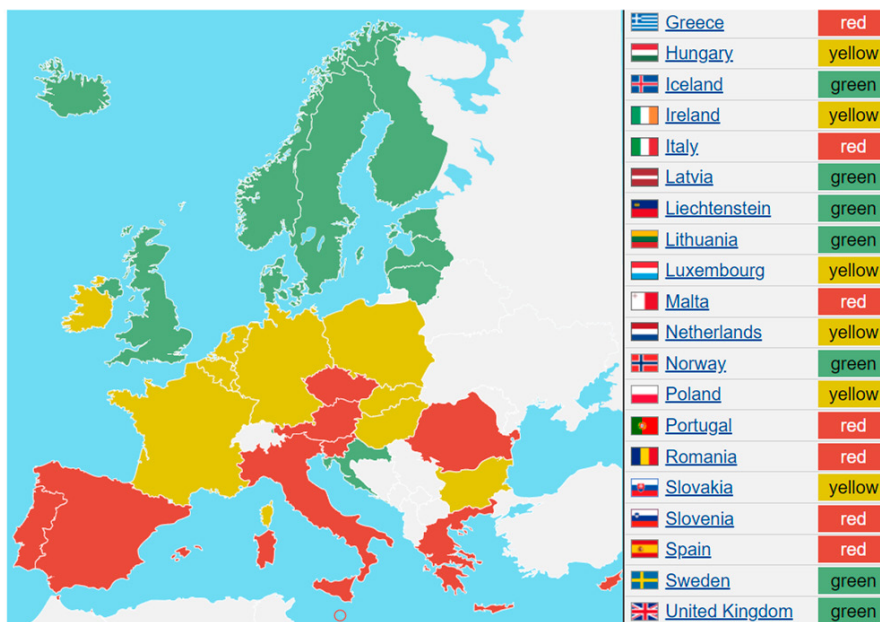 Greece red
Hungary yellow
Iceland green
Ireland yellow
Italy red
Latvia green
Liechtenstein green
Lithuania green
Luxembourg yellow
Malta red
Netherlands yellow
Norway green
Poland yellow
Portugal red
Romania red
Slovakia yellow
Slovenia red
Spain red
Sweden green
United Kingdom green